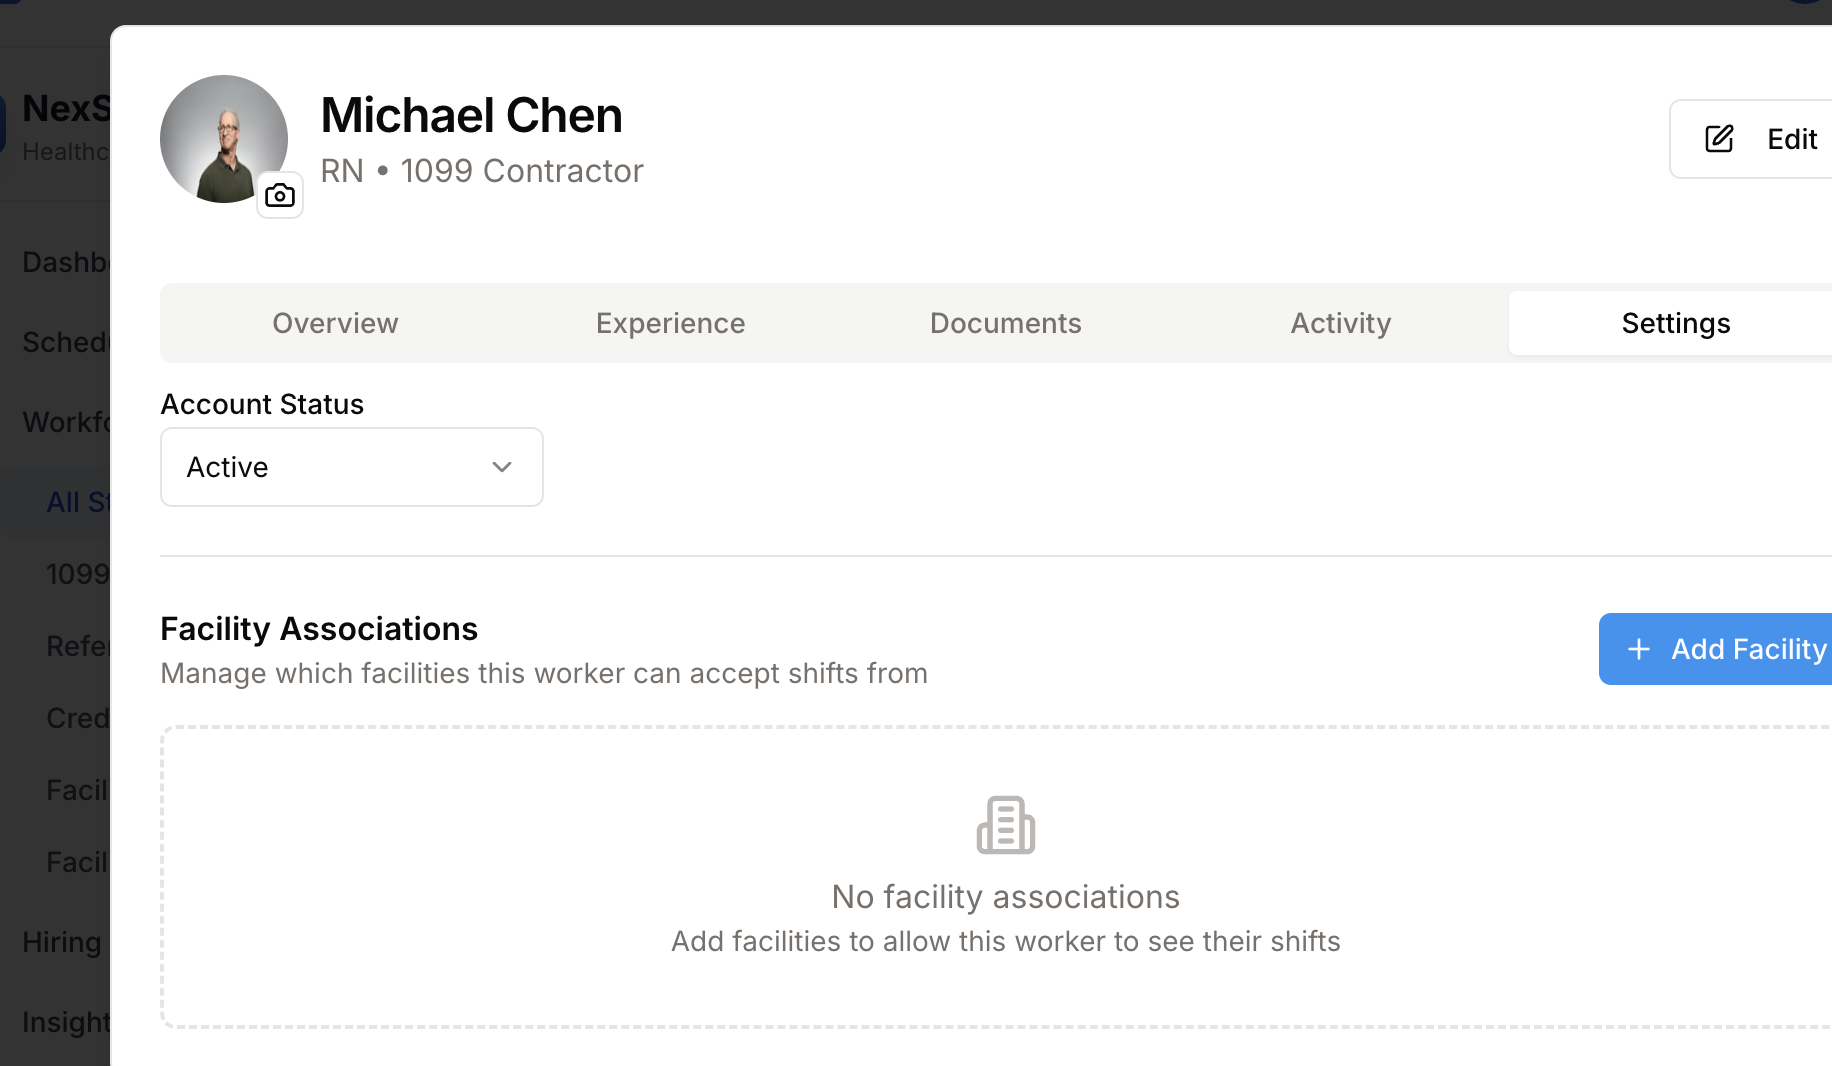 NexS
Healthc
Dashb
Sched
Workfo
All St
1099
Refer
Cred
Facil
Facil
Hiring
Insight
Michael Chen
RN • 1099 Contractor
Edit
Overview
Experience
Documents
Activity
Settings
Account Status
Active
Facility Associations
Manage which facilities this worker can accept shifts from
Add Facility
No facility associations
Add facilities to allow this worker to see their shifts